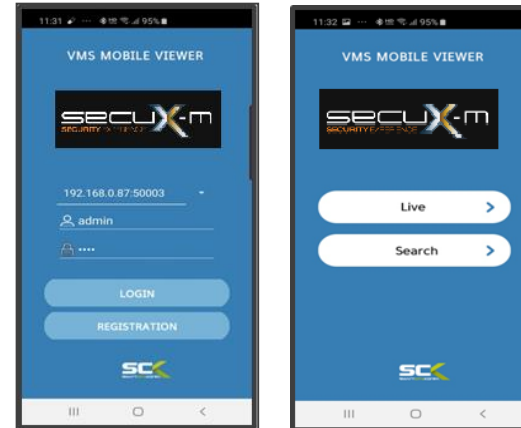 11:31 ··· 95%
VMS MOBILE VIEWER
secuX-m
192.168.0.87:50003
admin
••••
LOGIN
REGISTRATION
SCK
11:32 ··· 95%
VMS MOBILE VIEWER
secuX-m
SECURITY EXPERIENCE
Live
Search
SCK